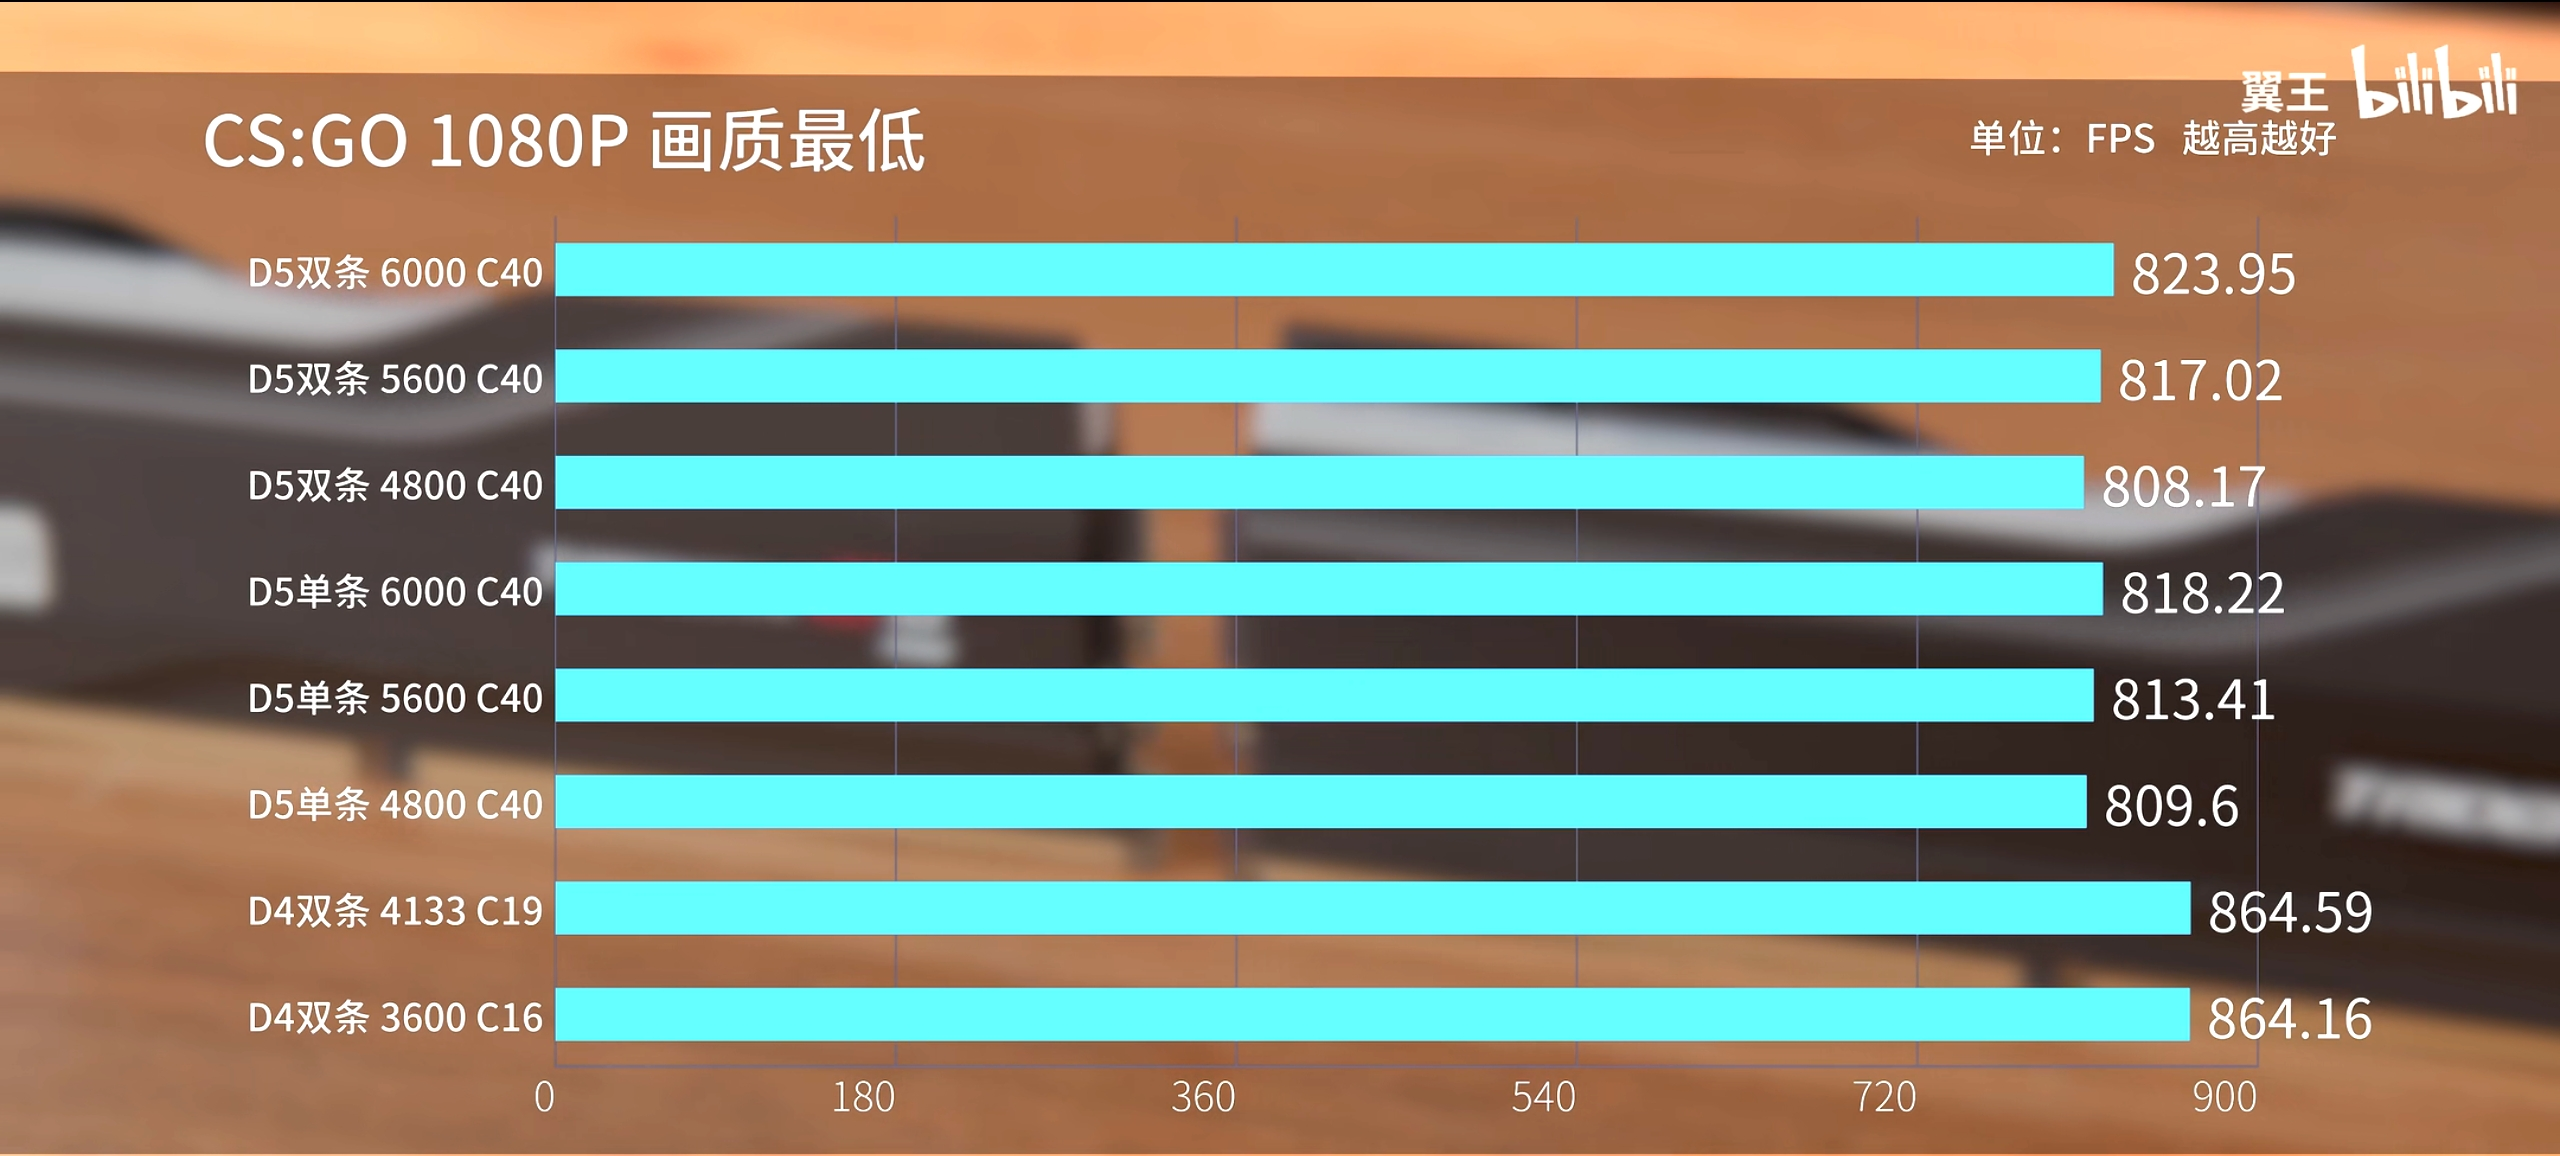 翼王 bilibili
CS:GO 1080P 画质最低
单位：FPS 越高越好
D5双条 6000 C40 823.95
D5双条 5600 C40 817.02
D5双条 4800 C40 808.17
D5单条 6000 C40 818.22
D5单条 5600 C40 813.41
D5单条 4800 C40 809.6
D4双条 4133 C19 864.59
D4双条 3600 C16 864.16
0 180 360 540 720 900